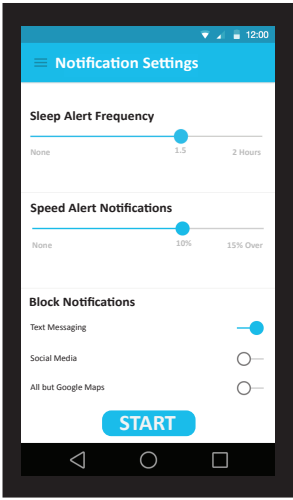 12:00
Notification Settings
Sleep Alert Frequency
None 1.5 2 Hours
Speed Alert Notifications
None 10% 15% Over
Block Notifications
Text Messaging
Social Media
All but Google Maps
START